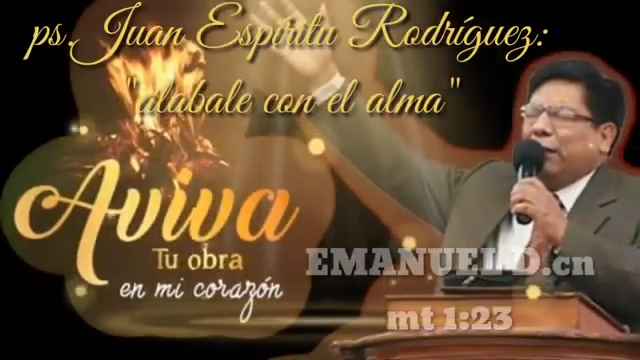 ps. Juan Espíritu Rodríguez:
"alabale con el alma"
Aviva
Tu obra
en mi corazón
EMANUEL D.cn
mt 1:23